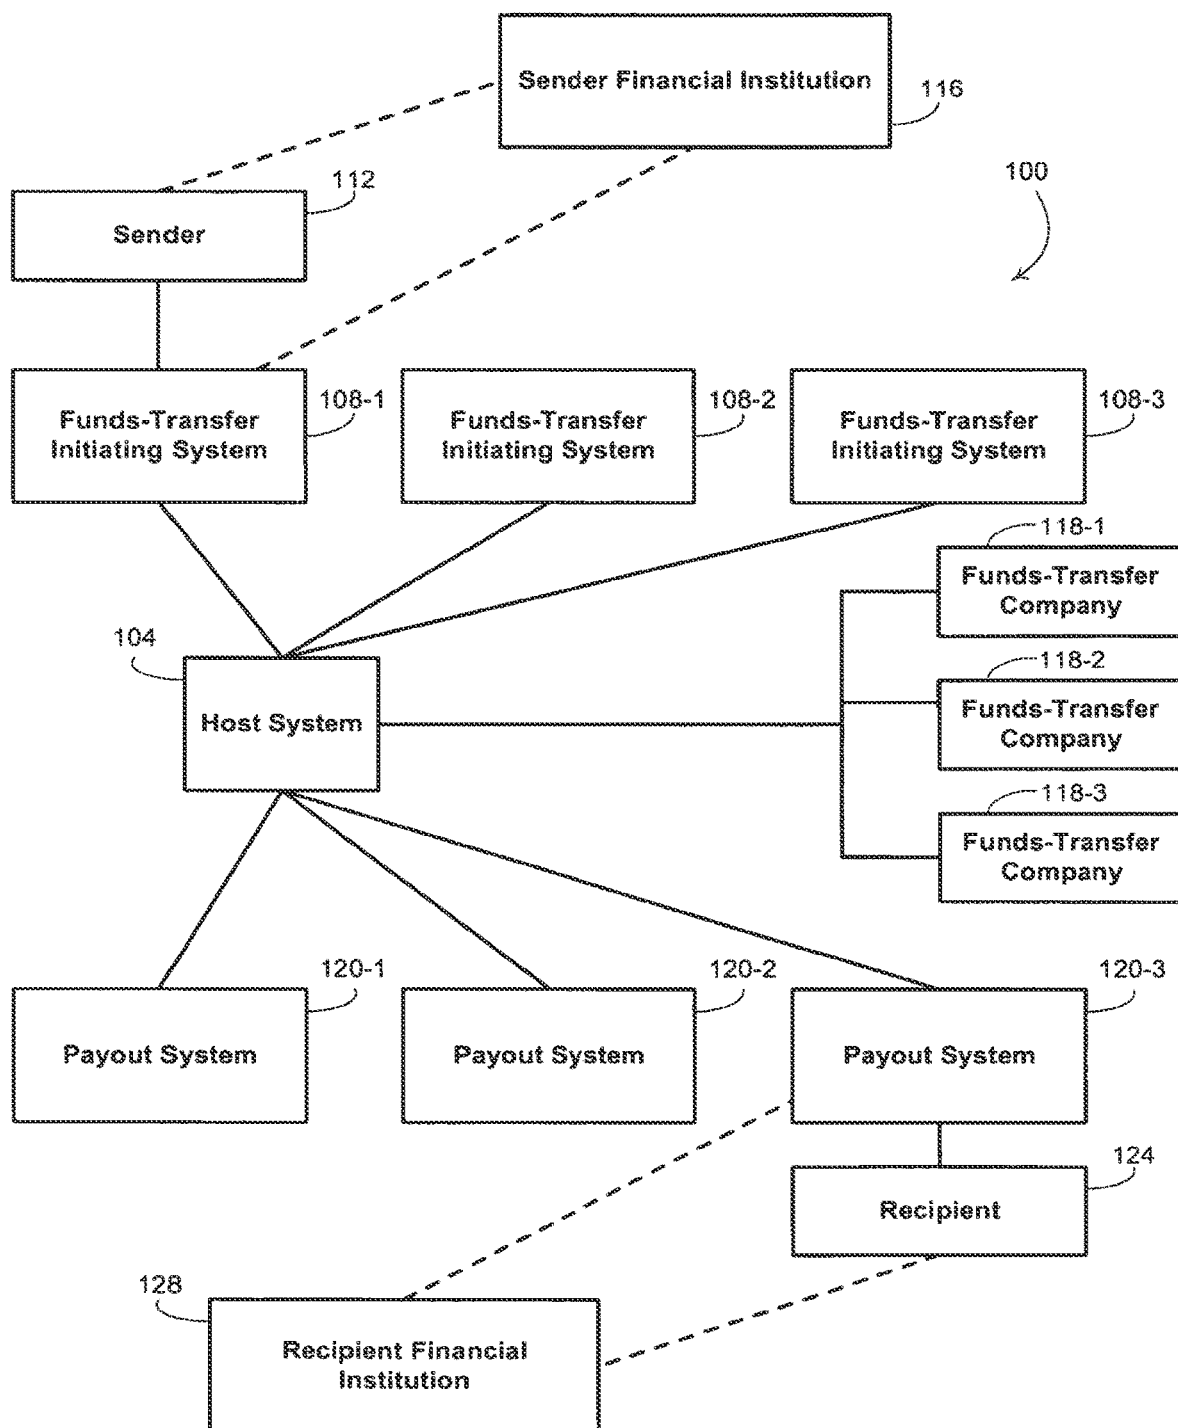 Sender Financial Institution
116
100
112
Sender
108-1
108-2
108-3
Funds-Transfer
Initiating System
Funds-Transfer
Initiating System
Funds-Transfer
Initiating System
118-1
Funds-Transfer
Company
104
118-2
Host System
Funds-Transfer
Company
118-3
Funds-Transfer
Company
120-1
120-2
120-3
Payout System
Payout System
Payout System
124
Recipient
128
Recipient Financial
Institution